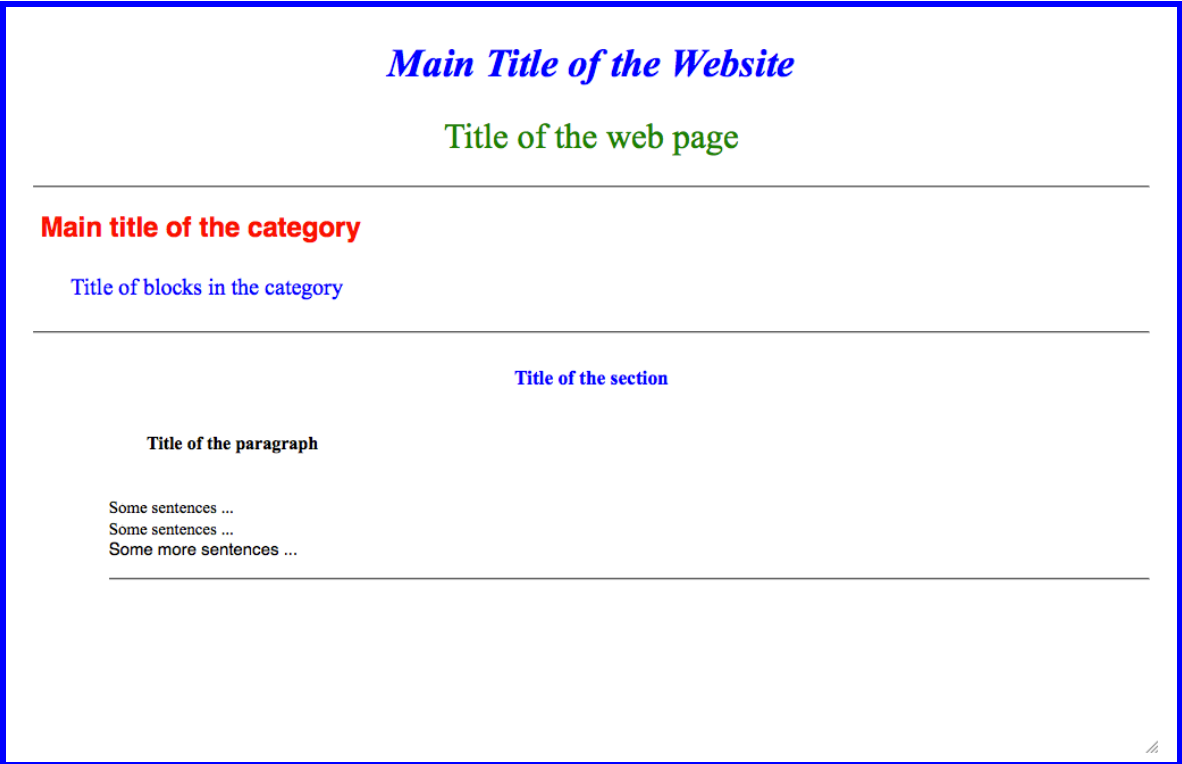 Main Title of the Website
Title of the web page
Main title of the category
Title of blocks in the category
Title of the section
Title of the paragraph
Some sentences ...
Some sentences ...
Some more sentences ...